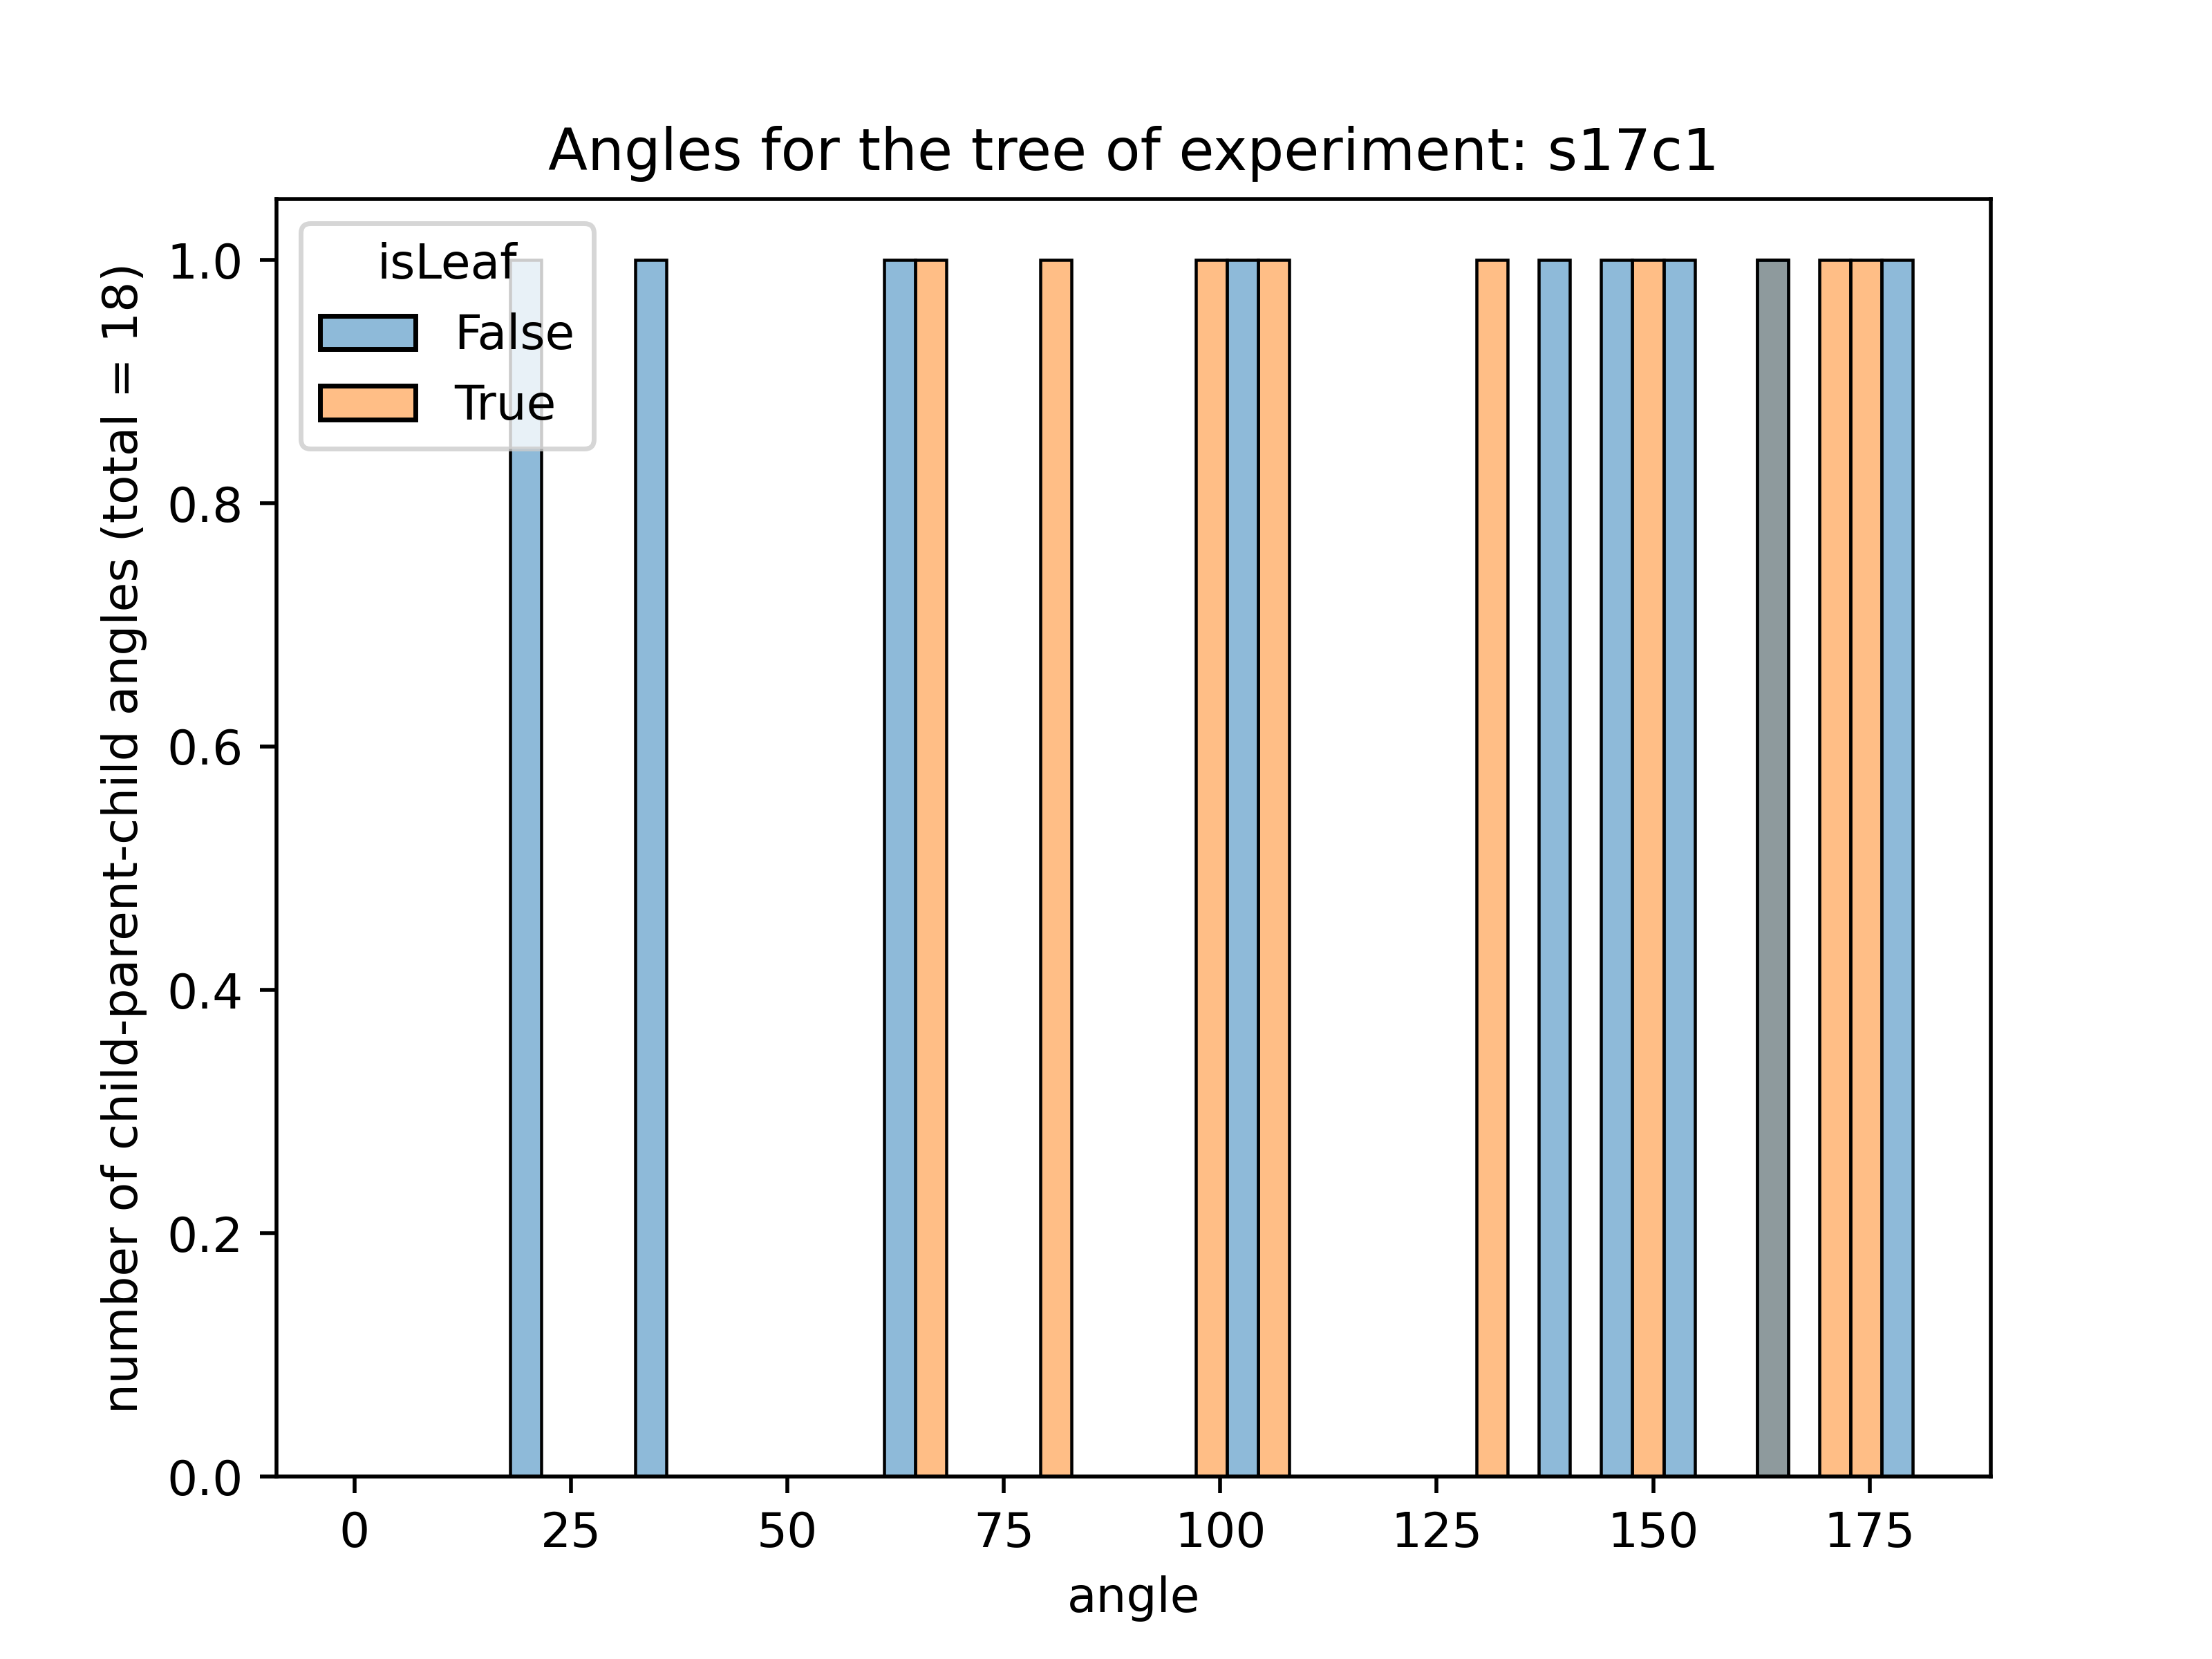 Angles for the tree of experiment: s17c1
isLeaf
False
True
number of child-parent-child angles (total = 18)
1.0
0.8
0.6
0.4
0.2
0.0
0 25 50 75 100 125 150 175
angle